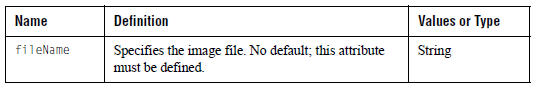 Name Definition Values or Type
fileName Specifies the image file. No default; this attribute String
must be defined.